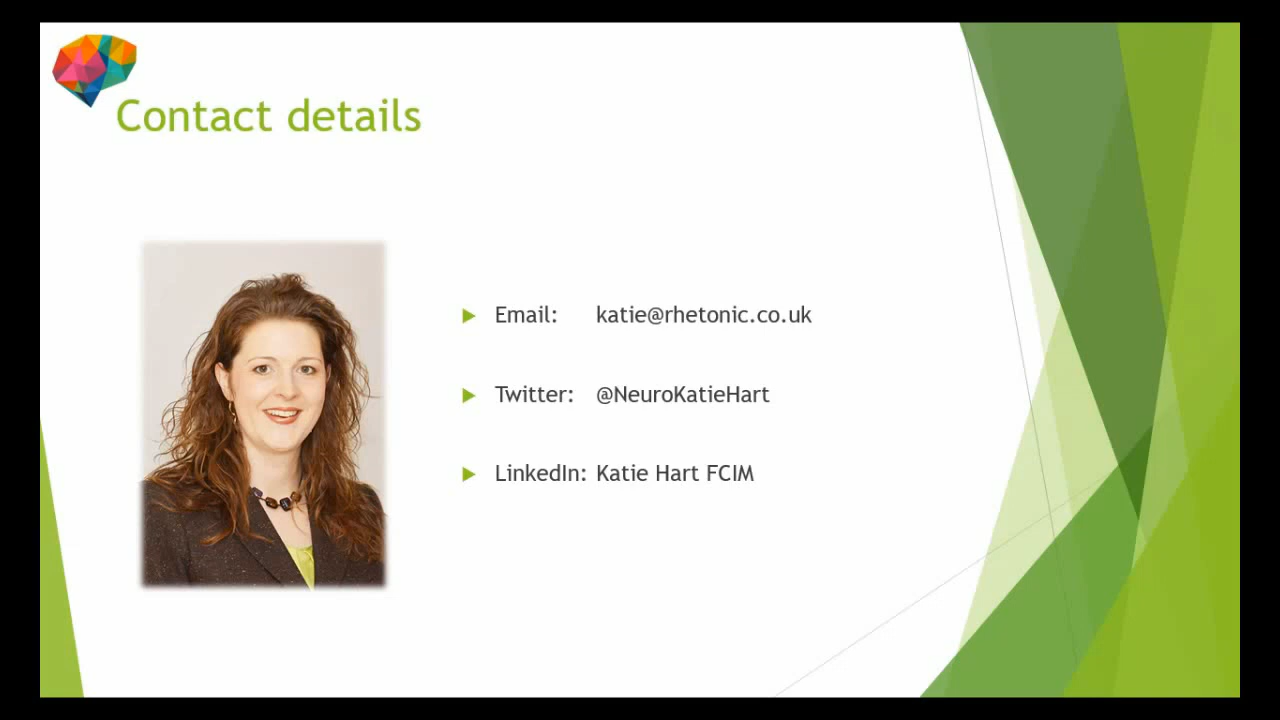 Contact details
Email: katie@rhetonic.co.uk
Twitter: @NeuroKatieHart
LinkedIn: Katie Hart FCIM